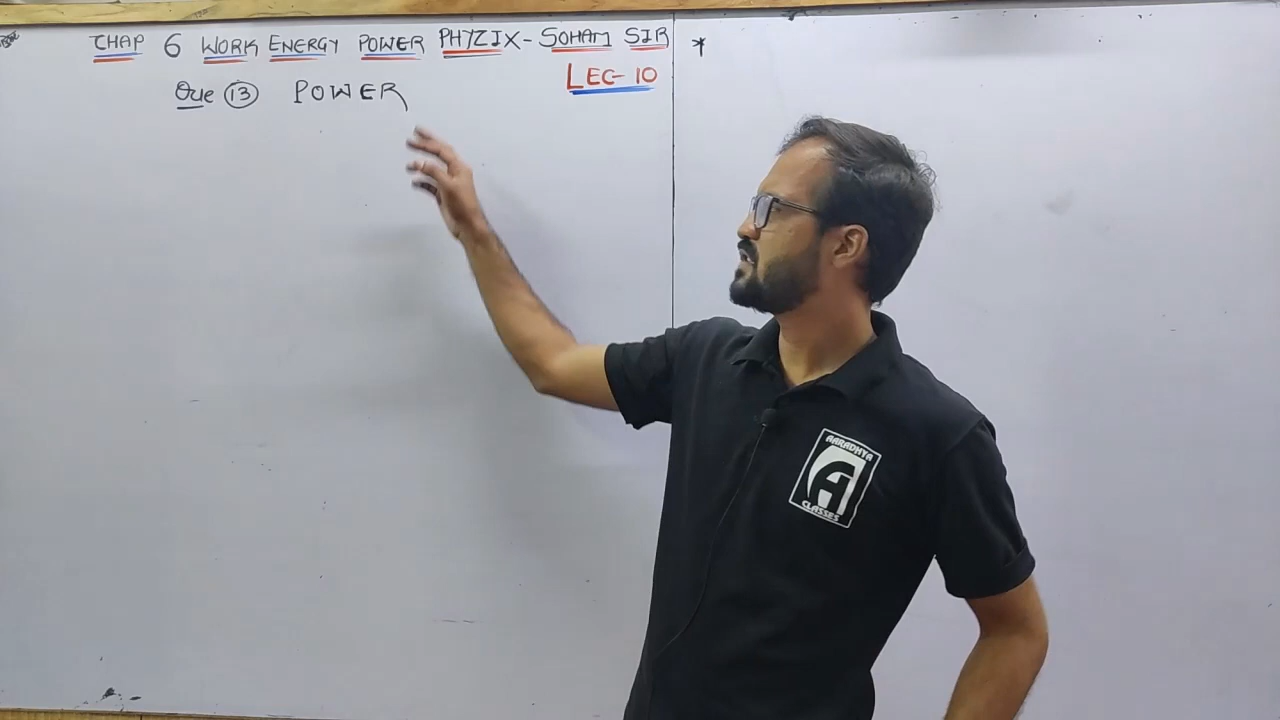 CHAP 6 WORK ENERGY POWER PHYZIX - SOHAM SIR *
LEC-10
Que 13 POWER
AARADHYA
A
CLASSES